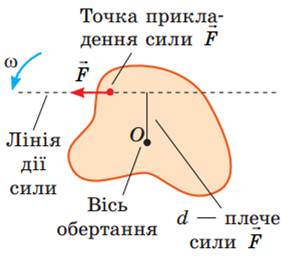 Точка прикла-
дення сили F⃗
ω
F⃗
Лінія
дії
сили
O
Вісь
обертання
d — плече
сили F⃗